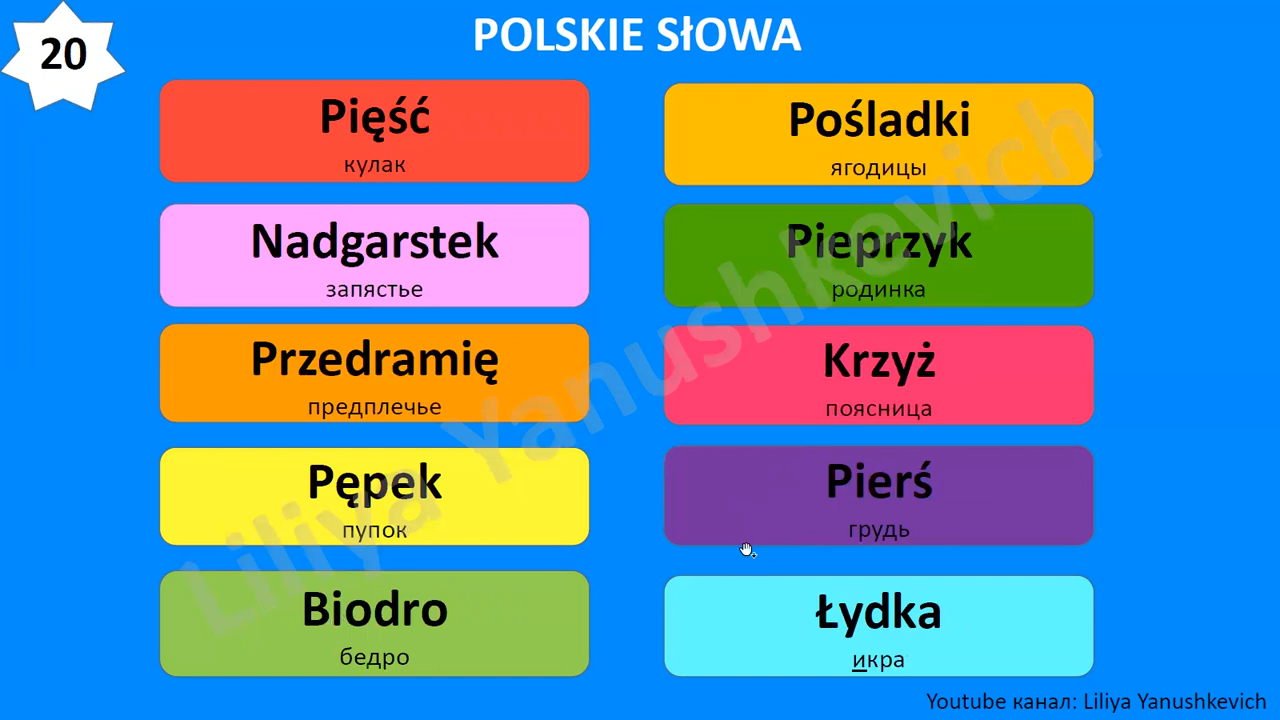 20
POLSKIE SłOWA
Pięść
кулак
Nadgarstek
запястье
Przedramię
предплечье
Pępek
пупок
Biodro
бедро
Pośladki
ягодицы
Pieprzyk
родинка
Krzyż
поясница
Pierś
грудь
Łydka
икра
Liliya Yanushkevich
Youtube канал: Liliya Yanushkevich